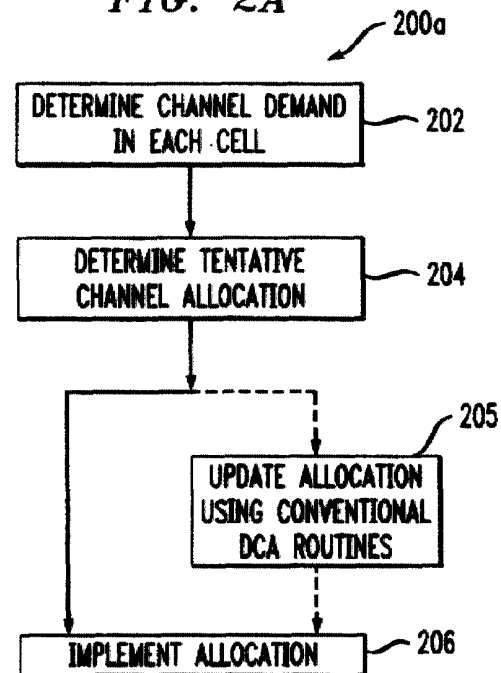 FIG. 2A
200a
DETERMINE CHANNEL DEMAND
IN EACH CELL
202
DETERMINE TENTATIVE
CHANNEL ALLOCATION
204
205
UPDATE ALLOCATION
USING CONVENTIONAL
DCA ROUTINES
IMPLEMENT ALLOCATION
206